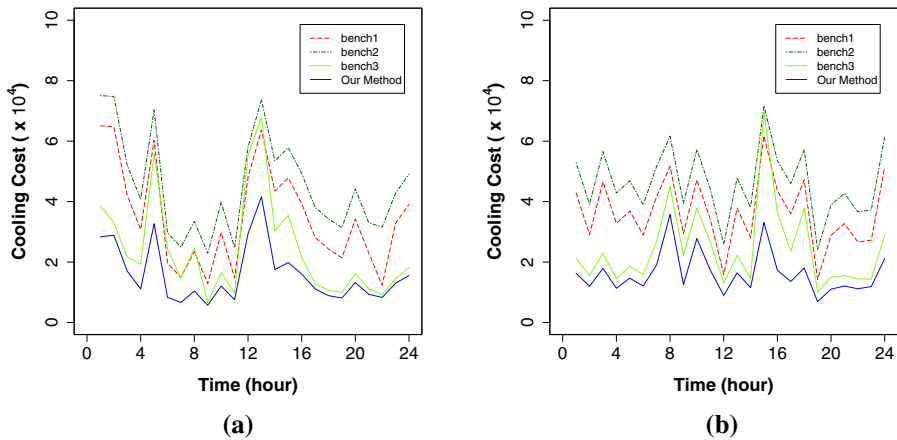 10
8
6
4
2
0
Cooling Cost ( x 10^4)
bench1
bench2
bench3
Our Method
0 4 8 12 16 20 24
Time (hour)
(a)
10
8
6
4
2
0
Cooling Cost ( x 10^4)
bench1
bench2
bench3
Our Method
0 4 8 12 16 20 24
Time (hour)
(b)